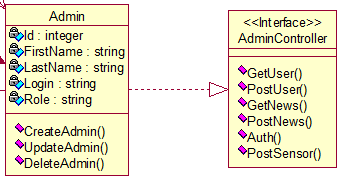 Admin
Id : integer
FirstName : string
LastName : string
Login : string
Role : string
CreateAdmin()
UpdateAdmin()
DeleteAdmin()
<<Interface>>
AdminController
GetUser()
PostUser()
GetNews()
PostNews()
Auth()
PostSensor()